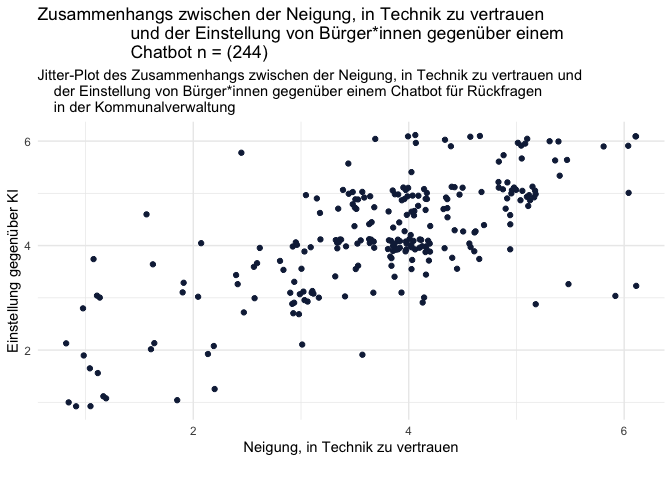 Zusammenhangs zwischen der Neigung, in Technik zu vertrauen
und der Einstellung von Bürger*innen gegenüber einem
Chatbot n = (244)
Jitter-Plot des Zusammenhangs zwischen der Neigung, in Technik zu vertrauen und
der Einstellung von Bürger*innen gegenüber einem Chatbot für Rückfragen
in der Kommunalverwaltung
Einstellung gegenüber KI
6
4
2
2 4 6
Neigung, in Technik zu vertrauen